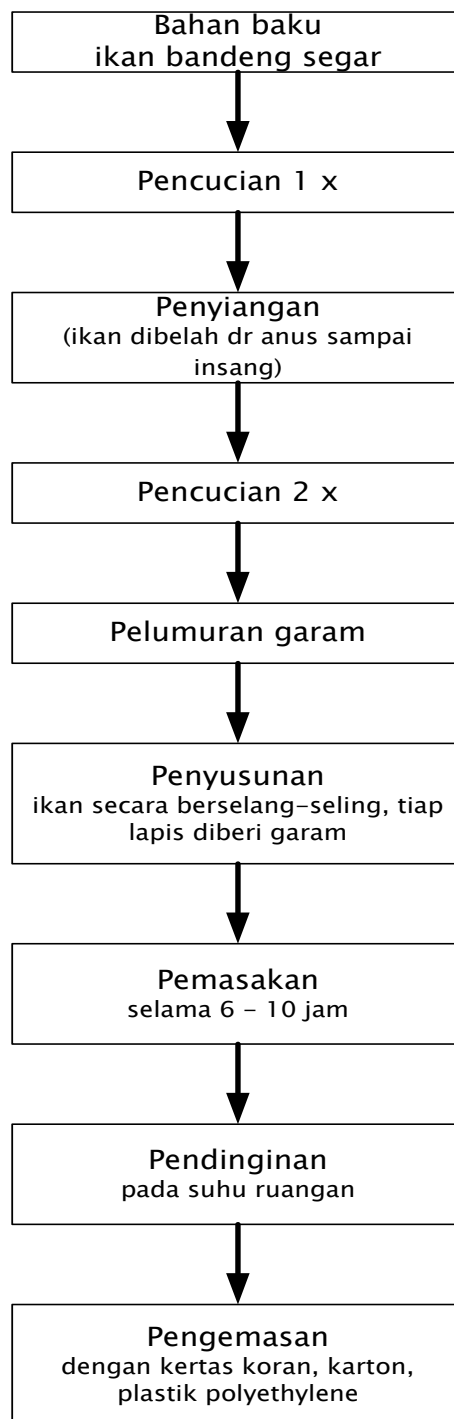 Bahan baku
ikan bandeng segar
Pencucian 1 x
Penyiangan
(ikan dibelah dr anus sampai
insang)
Pencucian 2 x
Pelumuran garam
Penyusunan
ikan secara berselang-seling, tiap
lapis diberi garam
Pemasakan
selama 6 – 10 jam
Pendinginan
pada suhu ruangan
Pengemasan
dengan kertas koran, karton,
plastik polyethylene